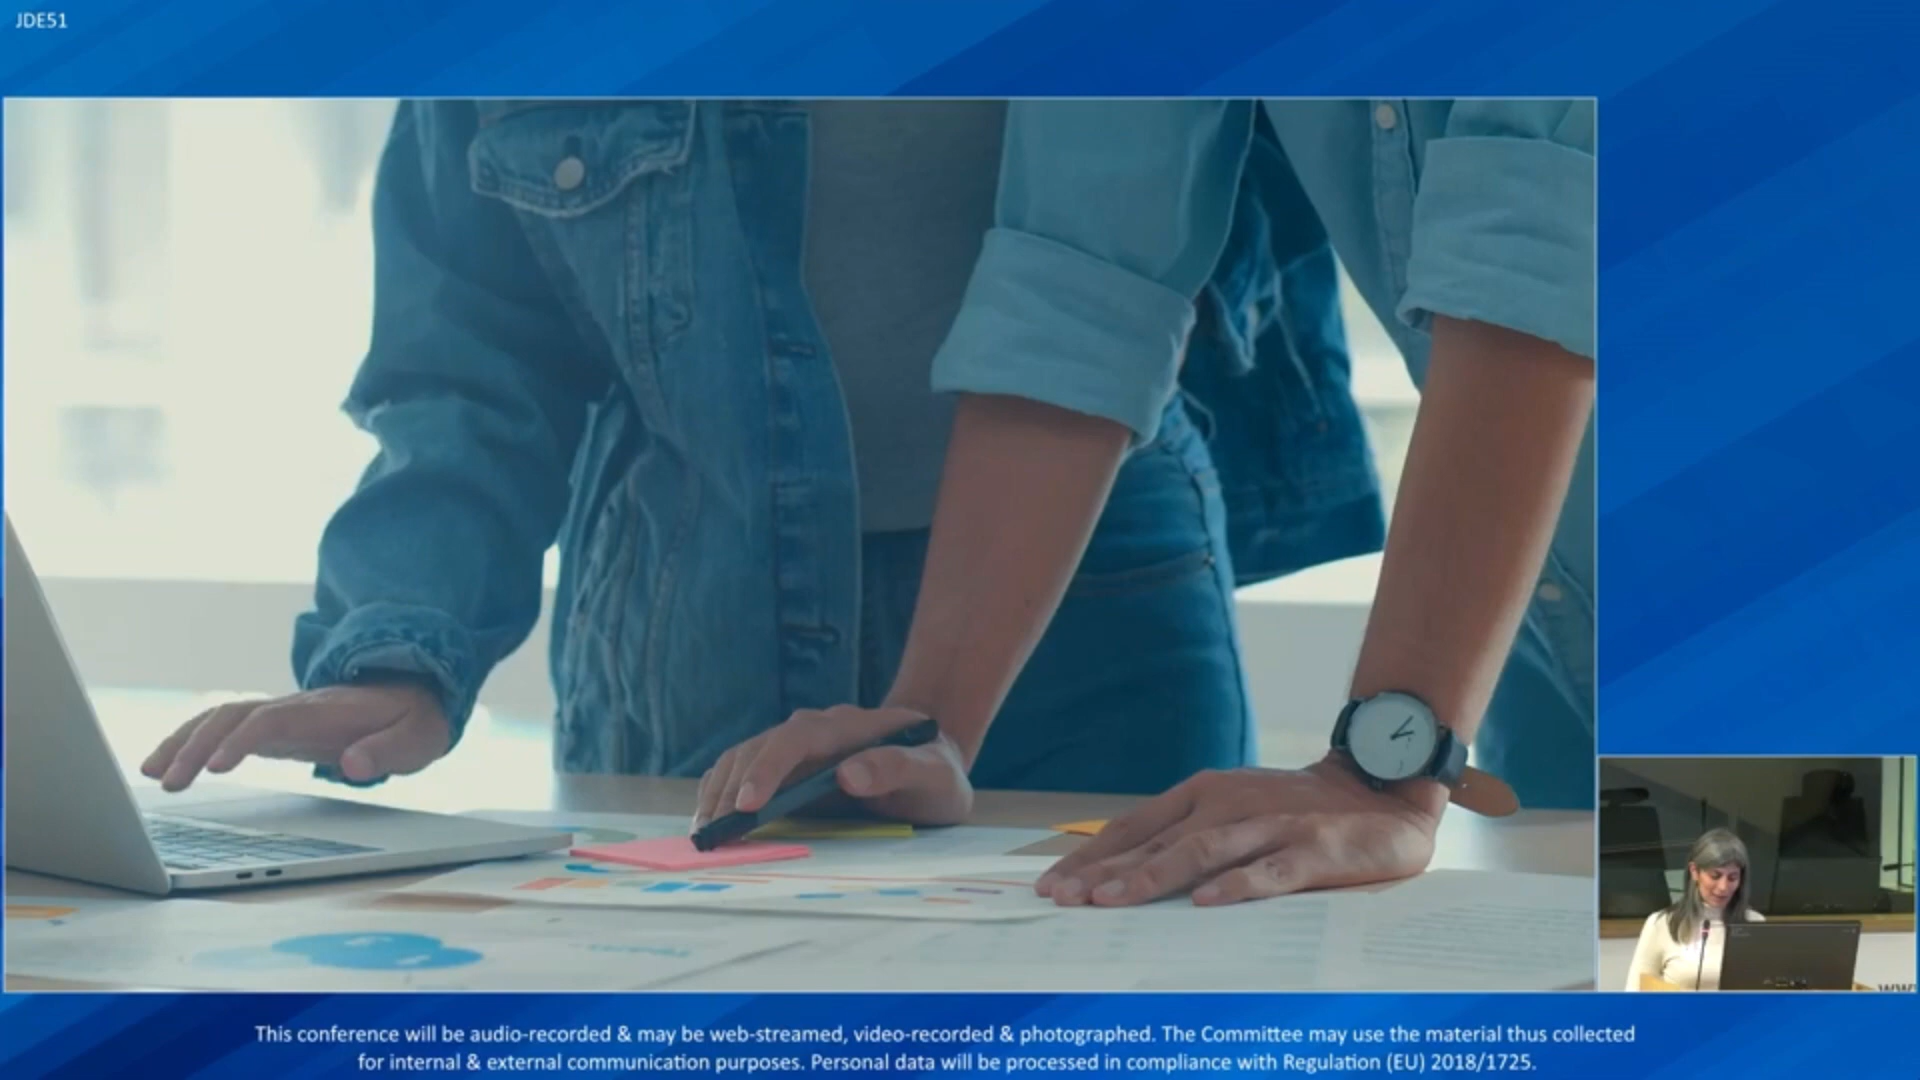 JDE51
This conference will be audio-recorded & may be web-streamed, video-recorded & photographed. The Committee may use the material thus collected
for internal & external communication purposes. Personal data will be processed in compliance with Regulation (EU) 2018/1725.